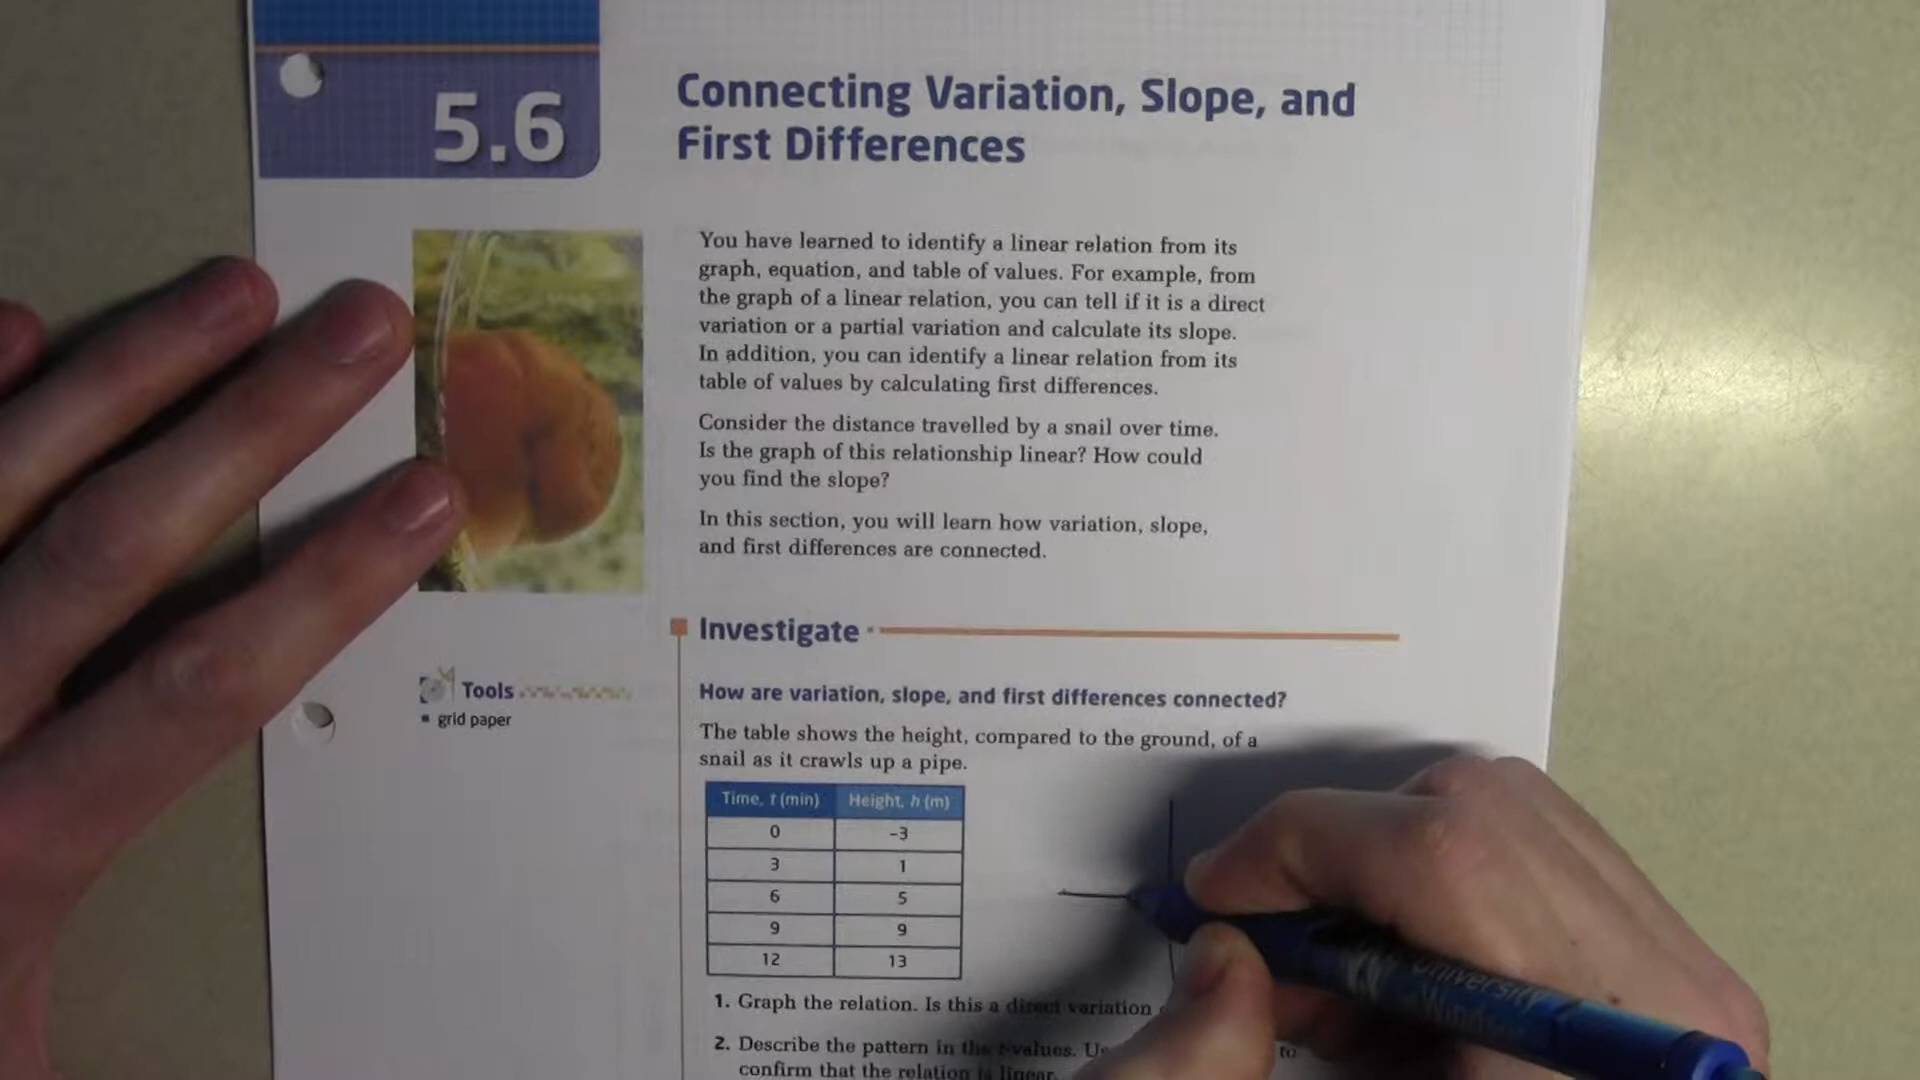 5.6
Connecting Variation, Slope, and
First Differences
You have learned to identify a linear relation from its
graph, equation, and table of values. For example, from
the graph of a linear relation, you can tell if it is a direct
variation or a partial variation and calculate its slope.
In addition, you can identify a linear relation from its
table of values by calculating first differences.
Consider the distance travelled by a snail over time.
Is the graph of this relationship linear? How could
you find the slope?
In this section, you will learn how variation, slope,
and first differences are connected.
Investigate
Tools
▪ grid paper
How are variation, slope, and first differences connected?
The table shows the height, compared to the ground, of a
snail as it crawls up a pipe.
Time, t (min) Height, h (m)
0 -3
3 1
6 5
9 9
12 13
1. Graph the relation. Is this a direct variation
2. Describe the pattern in the t-values. to
confirm that the relation is linear.
University